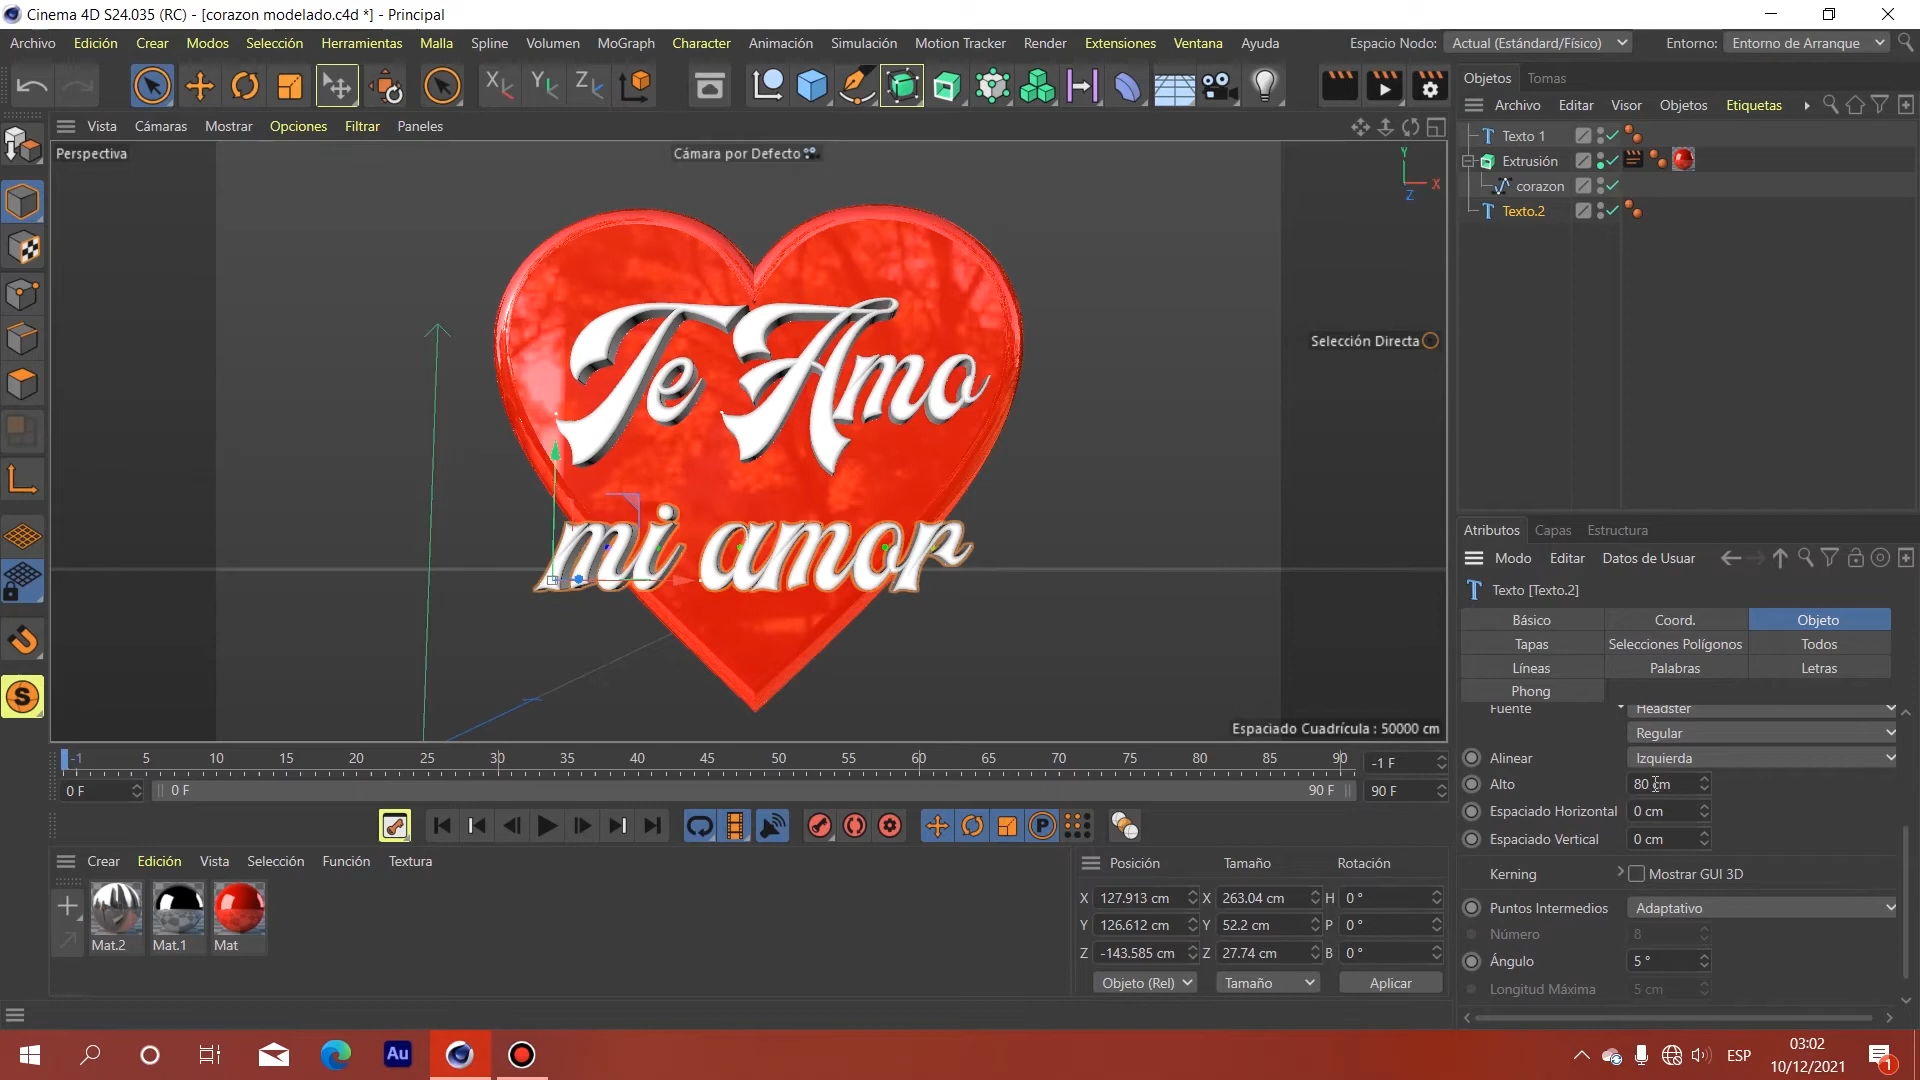 Cinema 4D S24.035 (RC) - [corazon modelado.c4d *] - Principal
Archivo Edición Crear Modos Selección Herramientas Malla Spline Volumen MoGraph Character Animación Simulación Motion Tracker Render Extensiones Ventana Ayuda Espacio Nodo: Actual (Estándar/Físico) Entorno: Entorno de Arranque
X Y Z
Objetos Tomas
Archivo Editar Visor Objetos Etiquetas
Vista Cámaras Mostrar Opciones Filtrar Paneles
Perspectiva
Cámara por Defecto
Y
X
Z
Texto 1
Extrusión
corazon
Texto.2
Selección Directa
Te Amo
mi amor
Espaciado Cuadrícula : 50000 cm
Atributos Capas Estructura
Modo Editar Datos de Usuar
Texto [Texto.2]
Básico Coord. Objeto
Tapas Selecciones Polígonos Todos
Líneas Palabras Letras
Phong
Fuente Headster
Regular
Alinear Izquierda
Alto 80 cm
Espaciado Horizontal 0 cm
Espaciado Vertical 0 cm
Kerning Mostrar GUI 3D
Puntos Intermedios Adaptativo
Número 8
Ángulo 5 °
Longitud Máxima 5 cm
-1 5 10 15 20 25 30 35 40 45 50 55 60 65 70 75 80 85 90 -1 F
0 F 0 F 90 F 90 F
P
S
Crear Edición Vista Selección Función Textura
Mat.2 Mat.1 Mat
Posición Tamaño Rotación
X 127.913 cm X 263.04 cm H 0 °
Y 126.612 cm Y 52.2 cm P 0 °
Z -143.585 cm Z 27.74 cm B 0 °
Objeto (Rel) Tamaño Aplicar
Au
ESP
03:02
10/12/2021
1